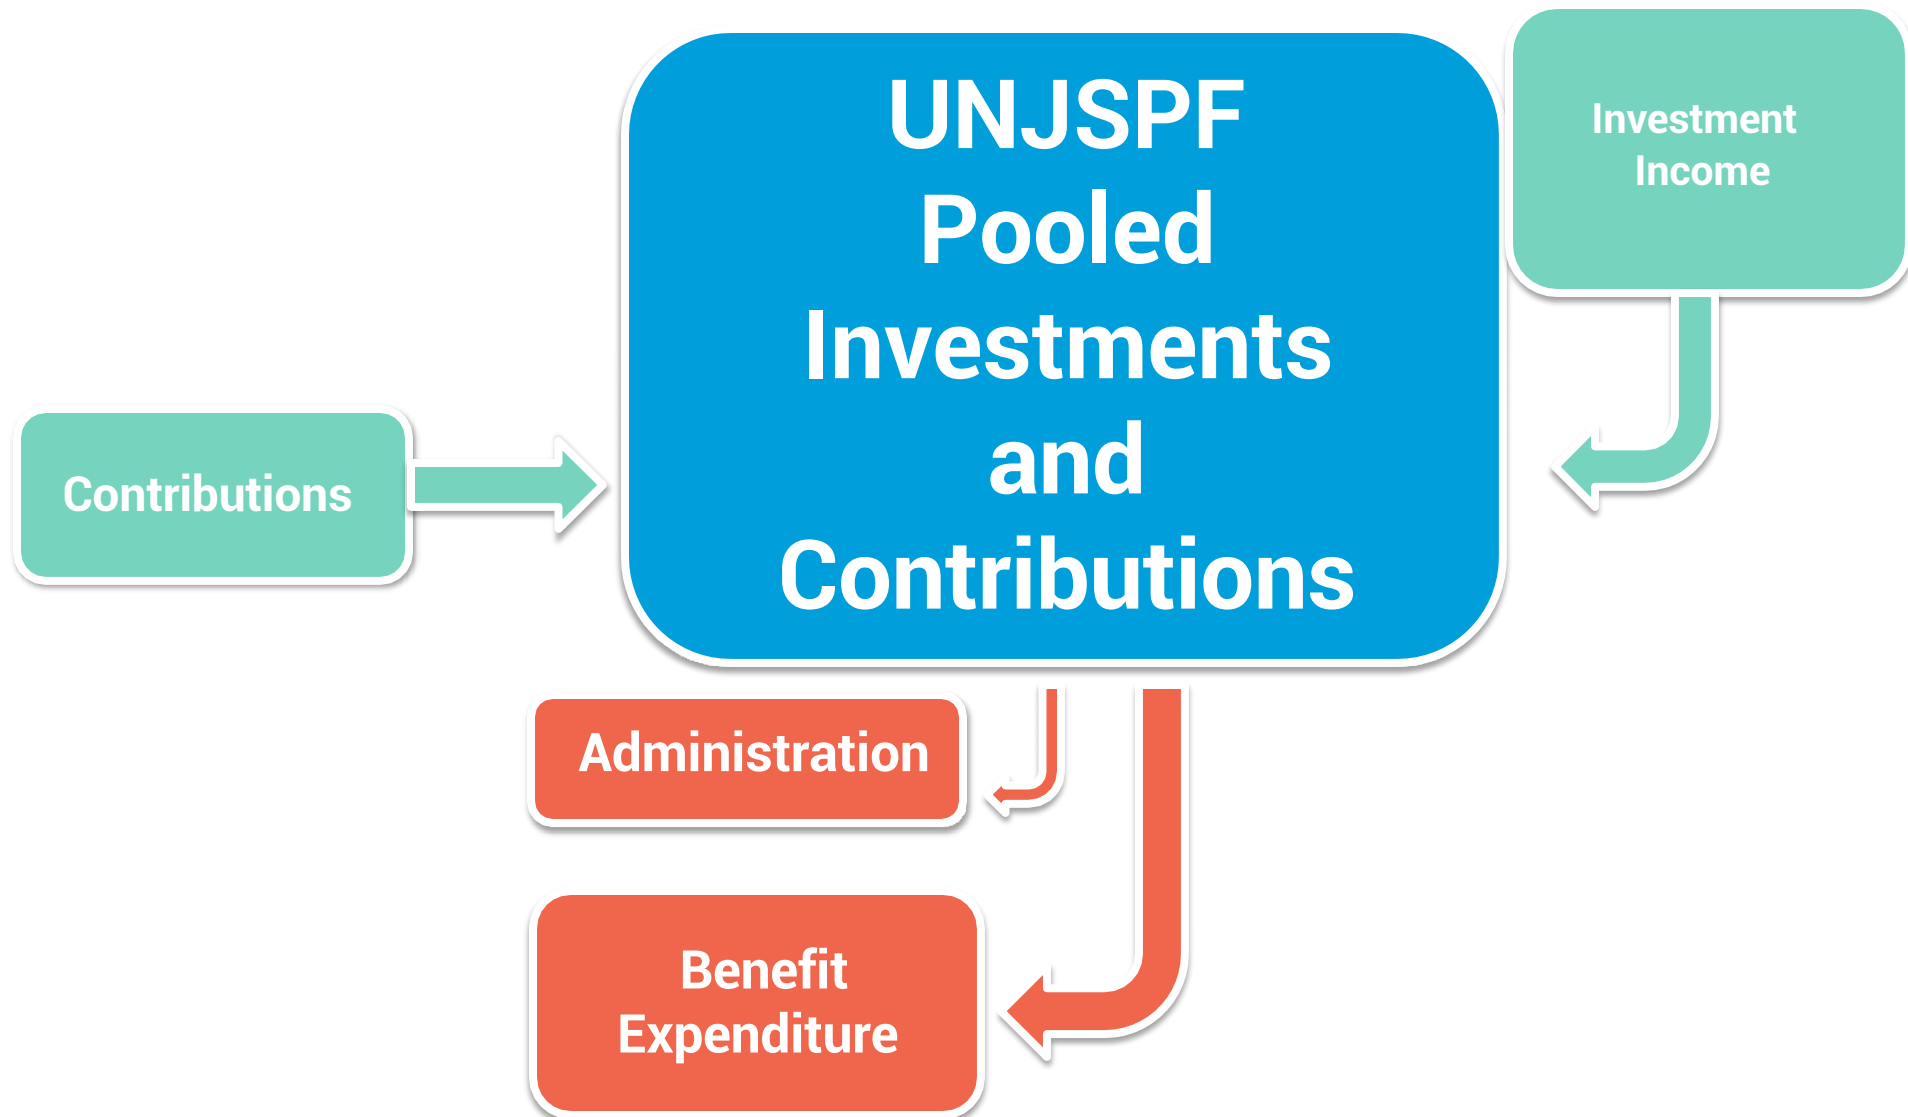 UNJSPF
Pooled
Investments
and
Contributions
Investment
Income
Contributions
Administration
Benefit
Expenditure